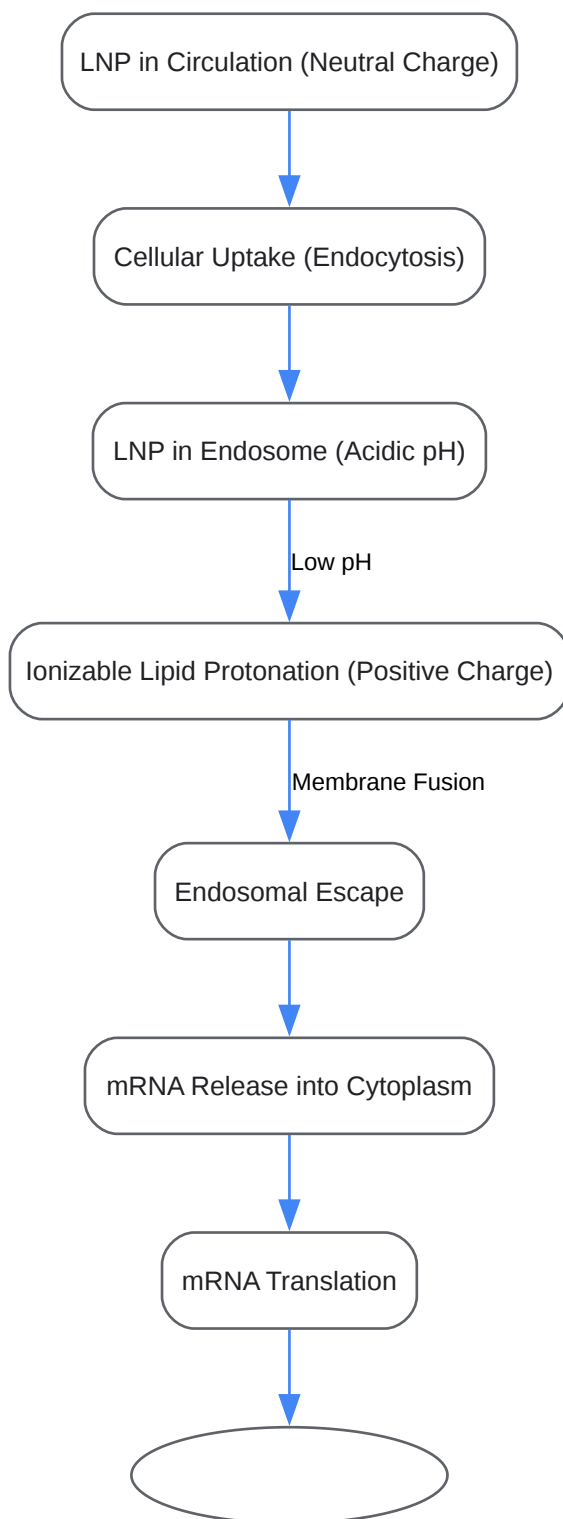 LNP in Circulation (Neutral Charge)
Cellular Uptake (Endocytosis)
LNP in Endosome (Acidic pH)
Low pH
Ionizable Lipid Protonation (Positive Charge)
Membrane Fusion
Endosomal Escape
mRNA Release into Cytoplasm
mRNA Translation